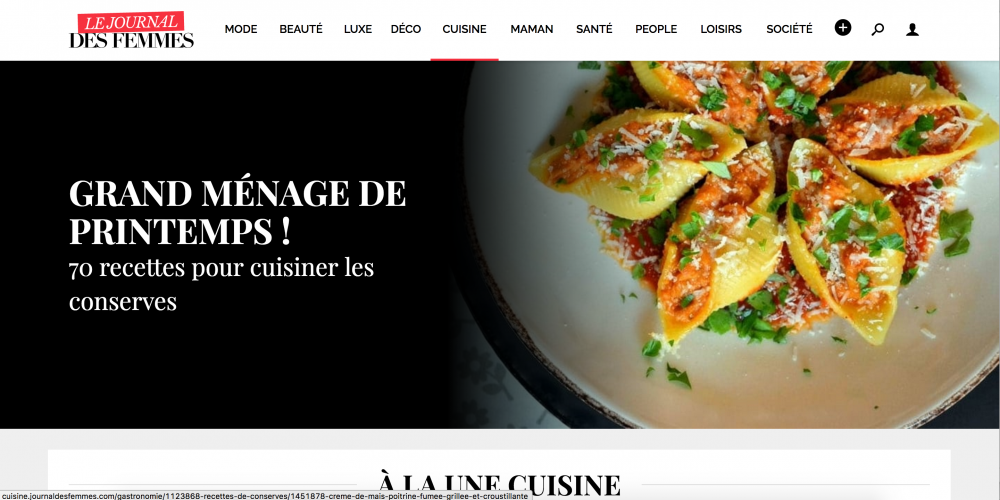 LE JOURNAL
DES FEMMES
MODE BEAUTÉ LUXE DÉCO CUISINE MAMAN SANTÉ PEOPLE LOISIRS SOCIÉTÉ
GRAND MÉNAGE DE
PRINTEMPS !
70 recettes pour cuisiner les
conserves
À LA UNE CUISINE
cuisine.journaldesfemmes.com/gastronomie/1123868-recettes-de-conserves/1451878-creme-de-mais-poitrine-fumee-grillee-et-croustillante